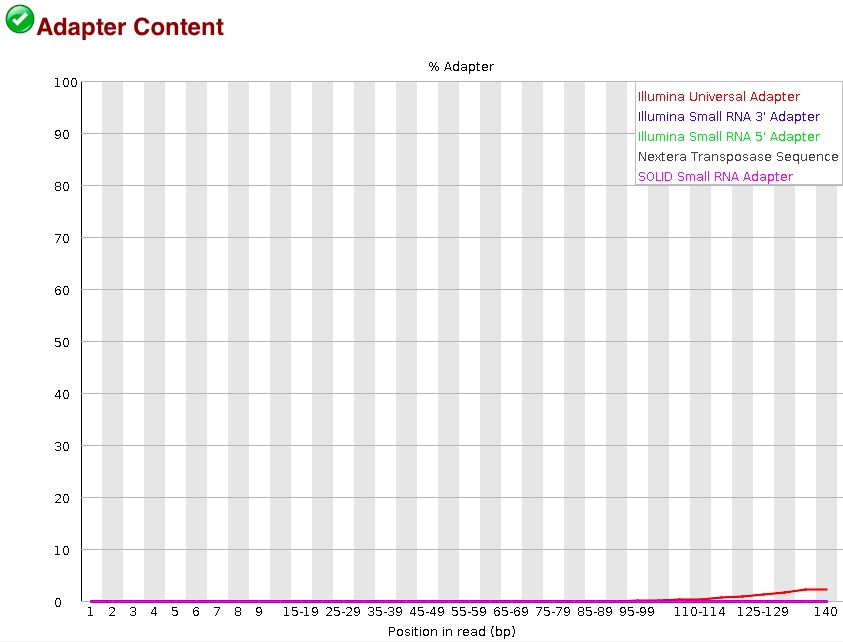 Adapter Content
% Adapter
100
90
80
70
60
50
40
30
20
10
0
Illumina Universal Adapter
Illumina Small RNA 3' Adapter
Illumina Small RNA 5' Adapter
Nextera Transposase Sequence
SOLID Small RNA Adapter
1 2 3 4 5 6 7 8 9 15-19 25-29 35-39 45-49 55-59 65-69 75-79 85-89 95-99 110-114 125-129 140
Position in read (bp)